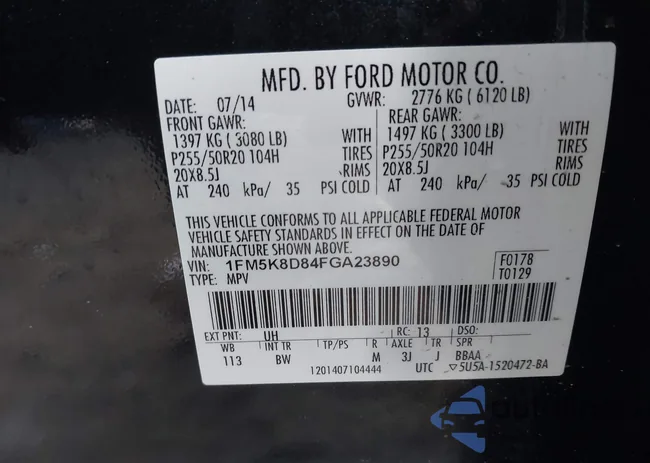 MFD. BY FORD MOTOR CO.
DATE: 07/14 GVWR: 2776 KG ( 6120 LB)
FRONT GAWR: REAR GAWR:
1397 KG ( 3080 LB) WITH 1497 KG ( 3300 LB) WITH
P255/50R20 104H TIRES P255/50R20 104H TIRES
20X8.5J RIMS 20X8.5J RIMS
AT 240 kPa/ 35 PSI COLD AT 240 kPa/ 35 PSI COLD
THIS VEHICLE CONFORMS TO ALL APPLICABLE FEDERAL MOTOR
VEHICLE SAFETY STANDARDS IN EFFECT ON THE DATE OF
MANUFACTURE SHOWN ABOVE.
VIN: 1FM5K8D84FGA23890 F0178
TYPE: MPV T0129
EXT PNT: UH RC: 13 DSO:
WB INT TR TP/PS R AXLE TR SPR
113 BW M 3J J BBAA
1201407104444 UTC ▽5U5A-1520472-BA